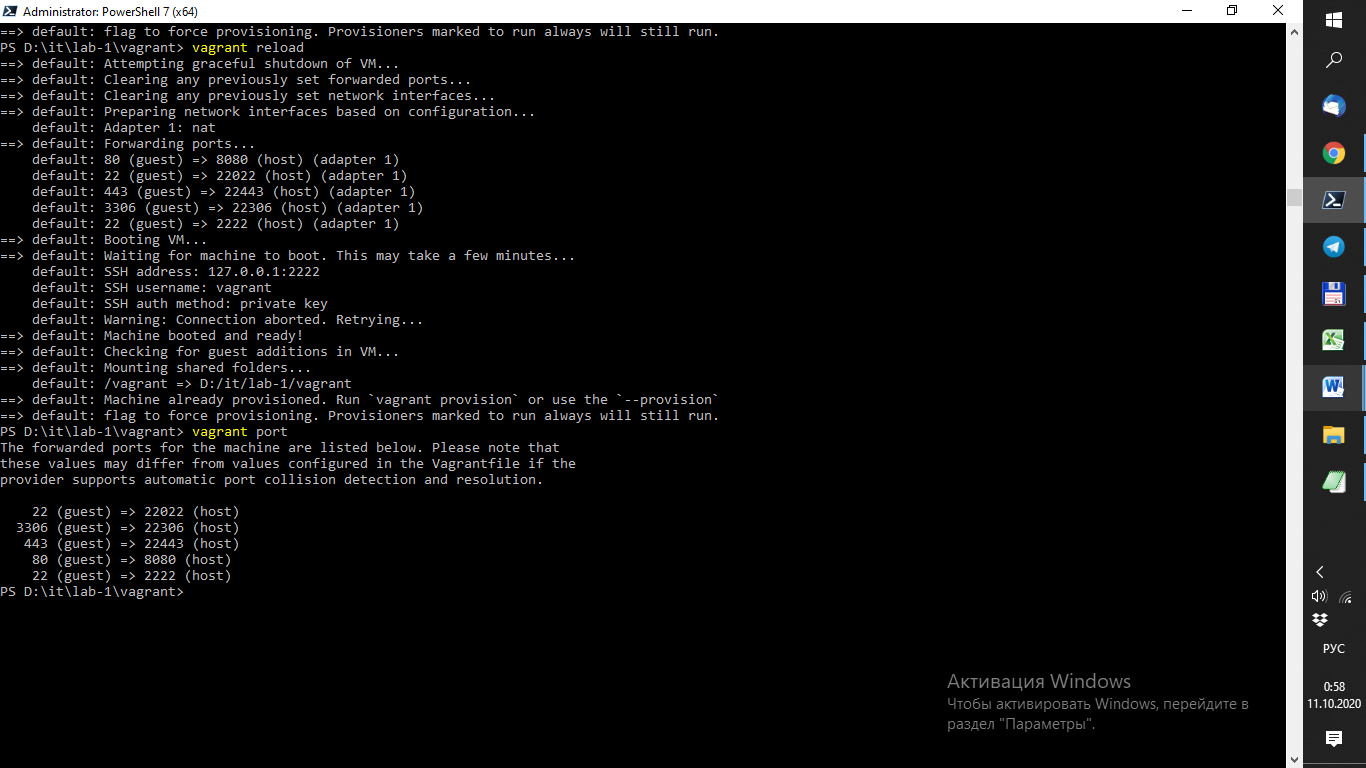 Administrator: PowerShell 7 (x64)
==> default: flag to force provisioning. Provisioners marked to run always will still run.
PS D:\it\lab-1\vagrant> vagrant reload
==> default: Attempting graceful shutdown of VM...
==> default: Clearing any previously set forwarded ports...
==> default: Clearing any previously set network interfaces...
==> default: Preparing network interfaces based on configuration...
    default: Adapter 1: nat
==> default: Forwarding ports...
    default: 80 (guest) => 8080 (host) (adapter 1)
    default: 22 (guest) => 22022 (host) (adapter 1)
    default: 443 (guest) => 22443 (host) (adapter 1)
    default: 3306 (guest) => 22306 (host) (adapter 1)
    default: 22 (guest) => 2222 (host) (adapter 1)
==> default: Booting VM...
==> default: Waiting for machine to boot. This may take a few minutes...
    default: SSH address: 127.0.0.1:2222
    default: SSH username: vagrant
    default: SSH auth method: private key
    default: Warning: Connection aborted. Retrying...
==> default: Machine booted and ready!
==> default: Checking for guest additions in VM...
==> default: Mounting shared folders...
    default: /vagrant => D:/it/lab-1/vagrant
==> default: Machine already provisioned. Run `vagrant provision` or use the `--provision`
==> default: flag to force provisioning. Provisioners marked to run always will still run.
PS D:\it\lab-1\vagrant> vagrant port
The forwarded ports for the machine are listed below. Please note that
these values may differ from values configured in the Vagrantfile if the
provider supports automatic port collision detection and resolution.
    22 (guest) => 22022 (host)
  3306 (guest) => 22306 (host)
   443 (guest) => 22443 (host)
    80 (guest) => 8080 (host)
    22 (guest) => 2222 (host)
PS D:\it\lab-1\vagrant>
Активация Windows
Чтобы активировать Windows, перейдите в
раздел "Параметры".
РУС
0:58
11.10.2020